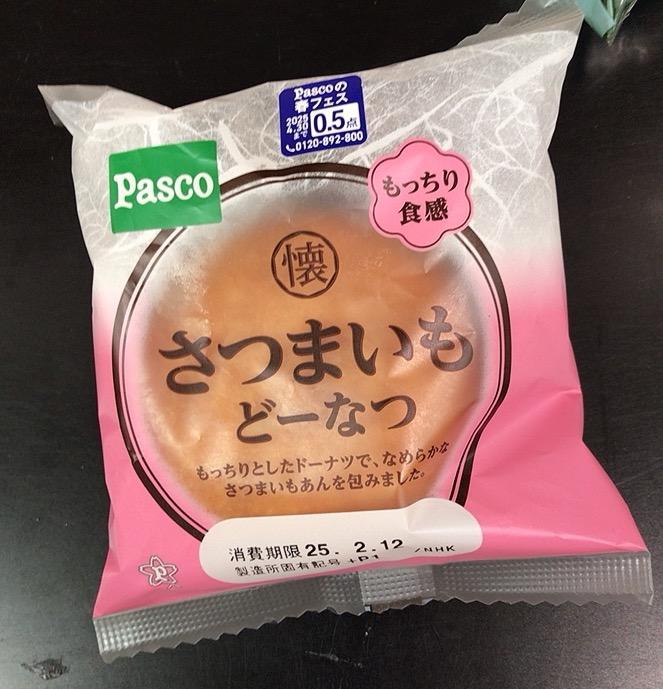 Pascoの
春フェス
2025
4.30
まで
0.5点
0120-892-800
Pasco
もっちり
食感
懐
さつまいも
どーなつ
もっちりとしたドーナツで、なめらかな
さつまいもあんを包みました。
消費期限 25. 2.12 /NHK
製造所固有記号
P